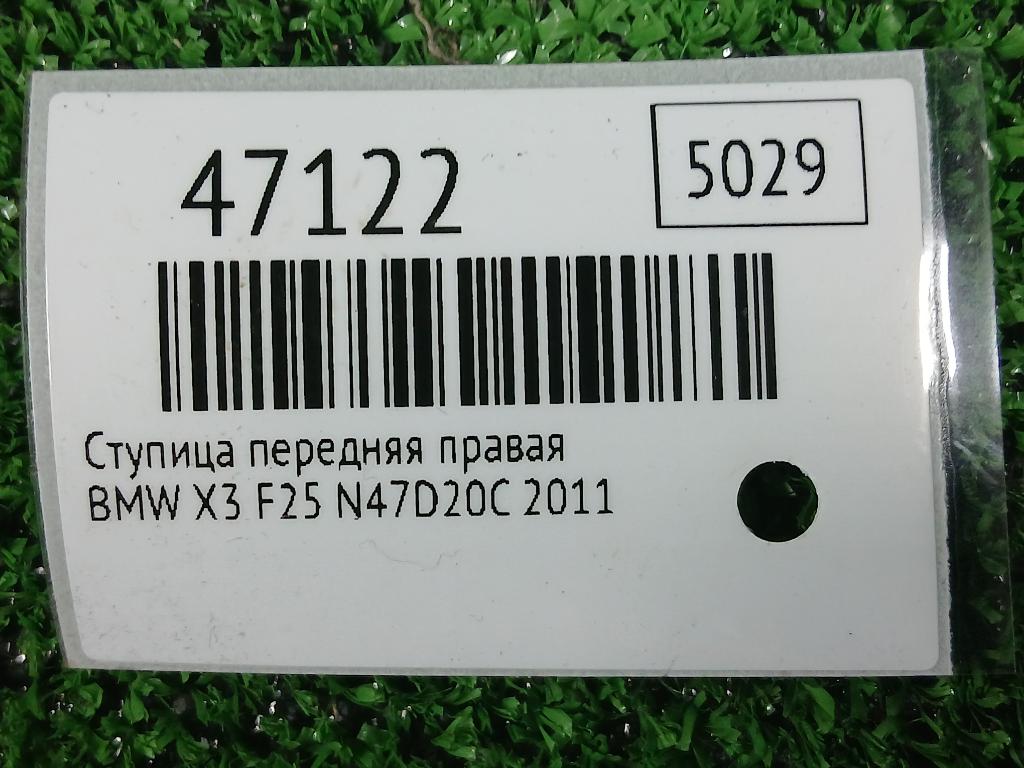 47122
5029
Ступица передняя правая
BMW X3 F25 N47D20C 2011